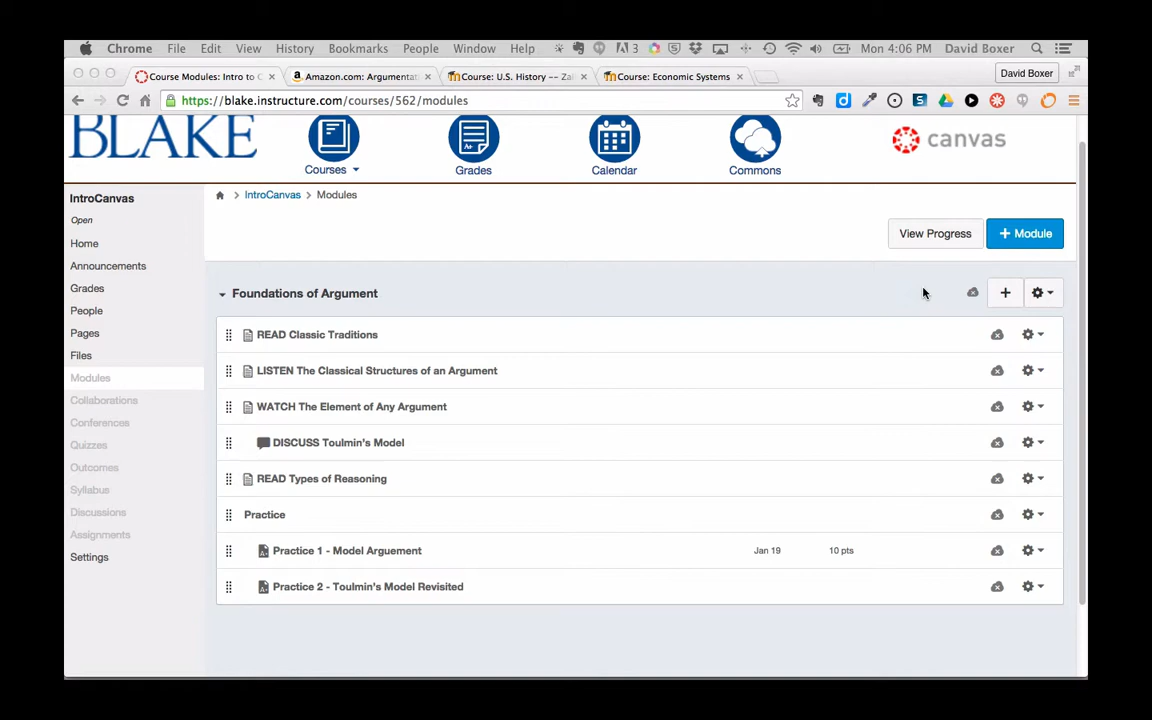 Chrome File Edit View History Bookmarks People Window Help 3 Mon 4:06 PM David Boxer
Course Modules: Intro to C Amazon.com: Argumentat Course: U.S. History -- Zai Course: Economic Systems David Boxer
https://blake.instructure.com/courses/562/modules
BLAKE canvas
Courses Grades Calendar Commons
IntroCanvas
IntroCanvas > Modules
Open
Home
Announcements
Grades
People
Pages
Files
Modules
Collaborations
Conferences
Quizzes
Outcomes
Syllabus
Discussions
Assignments
Settings
View Progress + Module
Foundations of Argument
READ Classic Traditions
LISTEN The Classical Structures of an Argument
WATCH The Element of Any Argument
DISCUSS Toulmin's Model
READ Types of Reasoning
Practice
Practice 1 - Model Arguement Jan 19 10 pts
Practice 2 - Toulmin's Model Revisited